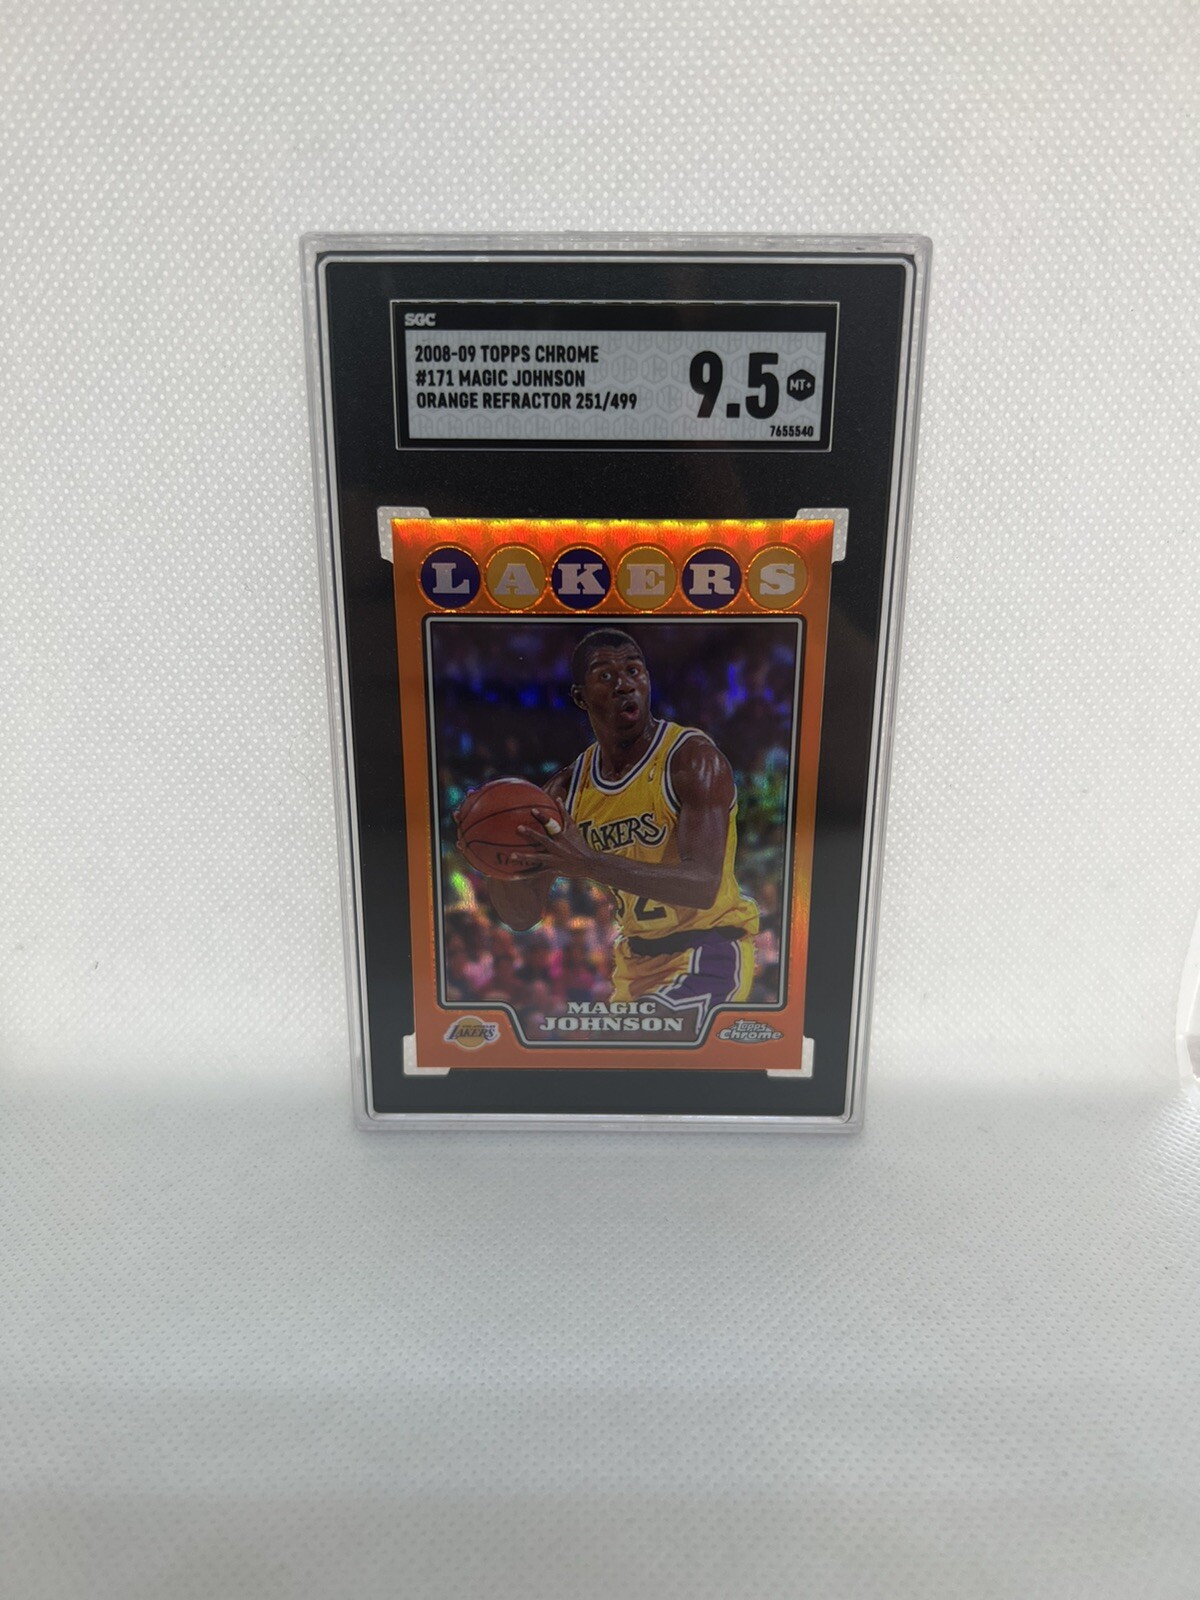 SGC
2008-09 TOPPS CHROME
#171 MAGIC JOHNSON
ORANGE REFRACTOR 251/499
9.5
MT+
7655540
LAKERS
LAKERS
2
MAGIC
JOHNSON
LAKERS
TOPPS
Chrome